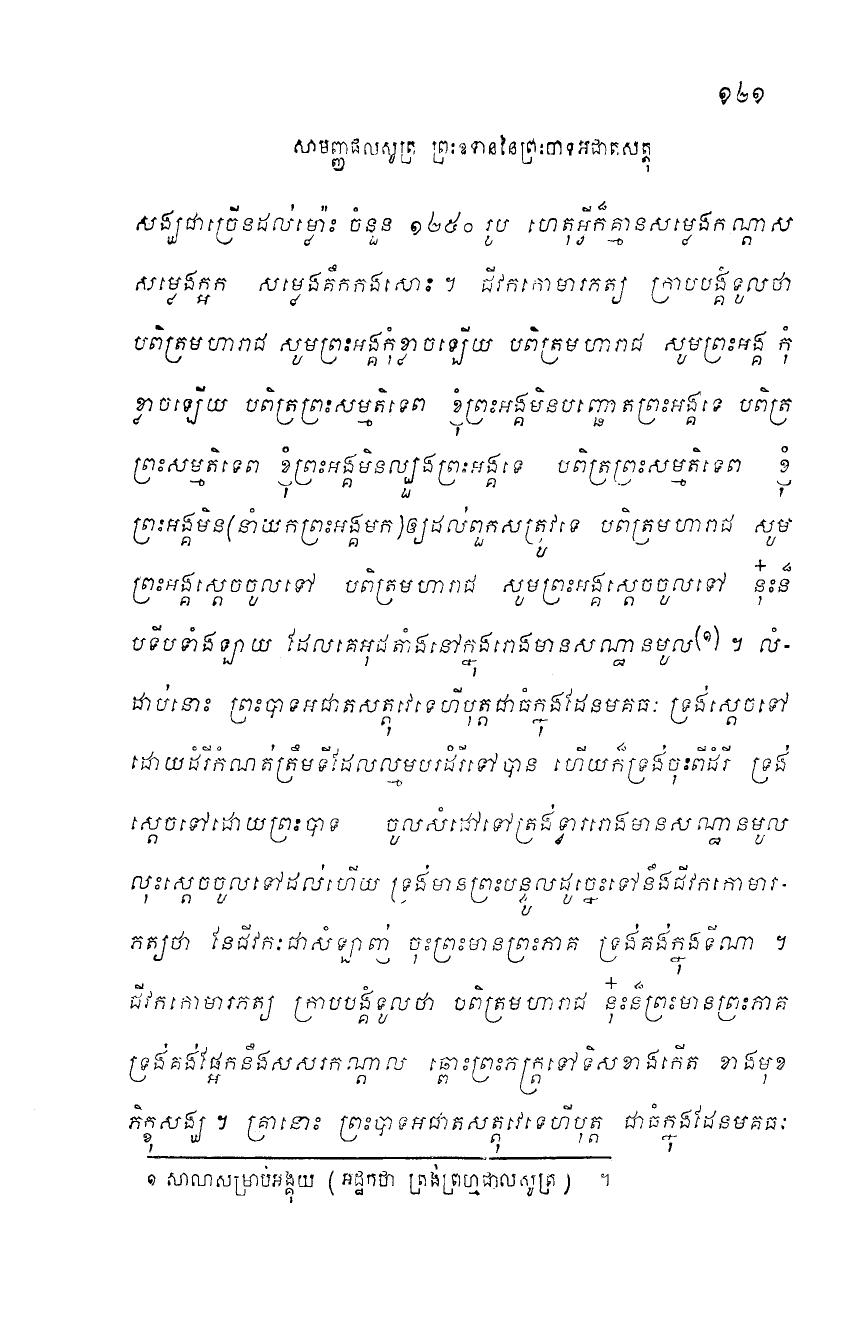 ១២១
សាមញ្ញផលសូត្រ ព្រះឧទាននៃព្រះបាទអជាតសត្តុ
សង្ឃជាច្រើនដល់ម្ល៉ោះ ចំនួន ១២៥០ រូប ហេតុអ្វីក៏គ្មានសម្លេងកណ្តាស
សម្លេងក្អក សម្លេងគឹកកងសោះ ។ ជីវកកោមារភត្យ ក្រាបបង្គំទូលថា
បពិត្រមហារាជ សូមព្រះអង្គកុំខ្លាចឡើយ បពិត្រមហារាជ សូមព្រះអង្គ កុំ
ខ្លាចឡើយ បពិត្រព្រះសម្មតិទេព ខ្ញុំព្រះអង្គមិនបញ្ឆោតព្រះអង្គទេ បពិត្រ
ព្រះសម្មតិទេព ខ្ញុំព្រះអង្គមិនល្បួងព្រះអង្គទេ បពិត្រព្រះសម្មតិទេព ខ្ញុំ
ព្រះអង្គមិន(នាំយកព្រះអង្គមក)ឲ្យដល់ពួកសត្រូវទេ បពិត្រមហារាជ សូម
ព្រះអង្គស្តេចចូលទៅ បពិត្រមហារាជ សូមព្រះអង្គស្តេចចូលទៅ នុ៎ះន៏
បទីបទាំងឡាយ ដែលគេអុជតាំងនៅក្នុងរោងមានសណ្ឋានមូល(១) ។ លំ-
ដាប់នោះ ព្រះបាទអជាតសត្តុវេទេហីបុត្តជាធំក្នុងដែនមគធៈ ទ្រង់ស្តេចទៅ
ដោយដំរីកំណត់ត្រឹមទីដែលល្មមបរដំរីទៅបាន ហើយក៏ទ្រង់ចុះពីដំរី ទ្រង់
ស្តេចទៅដោយព្រះបាទ ចូលសំដៅទៅត្រង់ទ្វាររោងមានសណ្ឋានមូល
លុះស្តេចចូលទៅដល់ហើយ ទ្រង់មានព្រះបន្ទូលដូច្នេះទៅនឹងជីវកកោមារ-
ភត្យថា នែជីវកៈជាសំឡាញ់ ចុះព្រះមានព្រះភាគ ទ្រង់គង់ក្នុងទីណា ។
ជីវកកោមារភត្យ ក្រាបបង្គំទូលថា បពិត្រមហារាជ នុ៎ះន៏ព្រះមានព្រះភាគ
ទ្រង់គង់ផ្អែកនឹងសសរកណ្តាល ឆ្ពោះព្រះភក្ត្រទៅទិសខាងកើត ខាងមុខ
ភិក្ខុសង្ឃ ។ គ្រានោះ ព្រះបាទអជាតសត្តុវេទេហីបុត្ត ជាធំក្នុងដែនមគធៈ
១ សាលាសម្រាប់អង្គុយ (អដ្ឋកថា ត្រង់ព្រហ្មជាលសូត្រ) ។